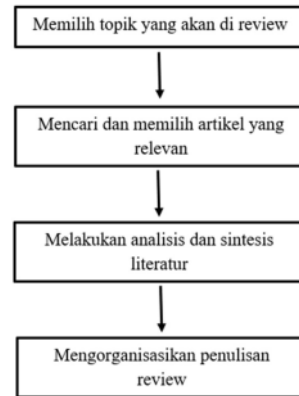 Memilih topik yang akan di review
Mencari dan memilih artikel yang
relevan
Melakukan analisis dan sintesis
literatur
Mengorganisasikan penulisan
review